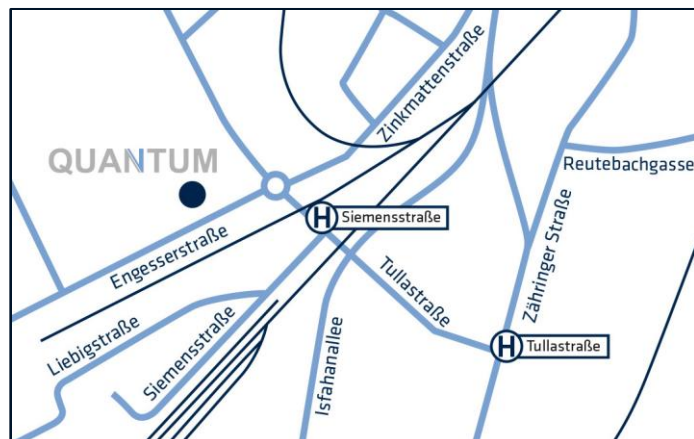 Zinkmattenstraße
QUANTUM
Reutebachgasse
H Siemensstraße
Engesserstraße
Zähringer Straße
Tullastraße
Liebigstraße
Siemensstraße
Isfahanallee
H Tullastraße